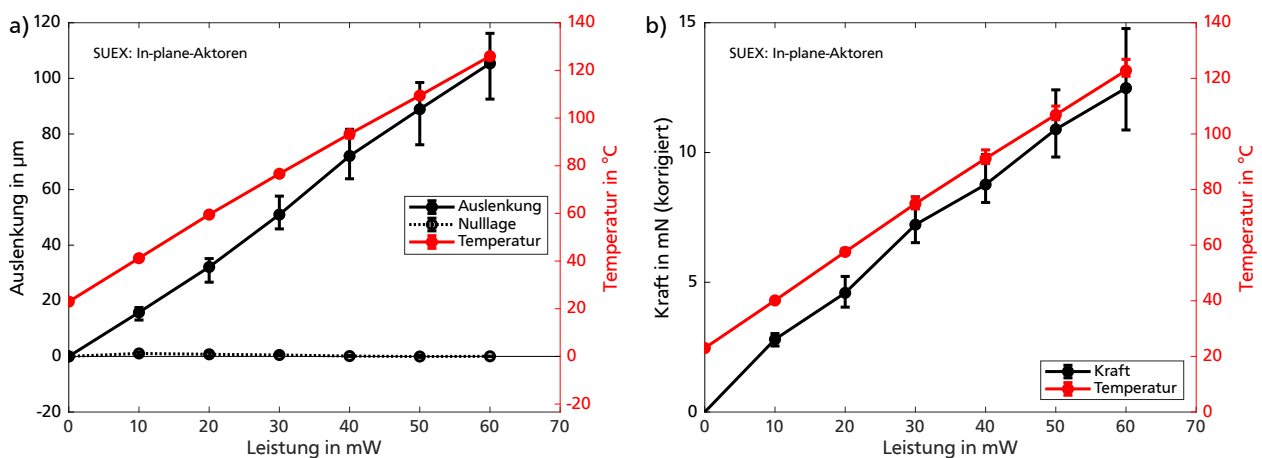 a)
SUEX: In-plane-Aktoren
Auslenkung in µm
120
100
80
60
40
20
0
-20
Temperatur in °C
140
120
100
80
60
40
20
0
-20
Auslenkung
Nulllage
Temperatur
0 10 20 30 40 50 60 70
Leistung in mW
b)
SUEX: In-plane-Aktoren
Kraft in mN (korrigiert)
15
10
5
0
Temperatur in °C
140
120
100
80
60
40
20
0
Kraft
Temperatur
0 10 20 30 40 50 60 70
Leistung in mW